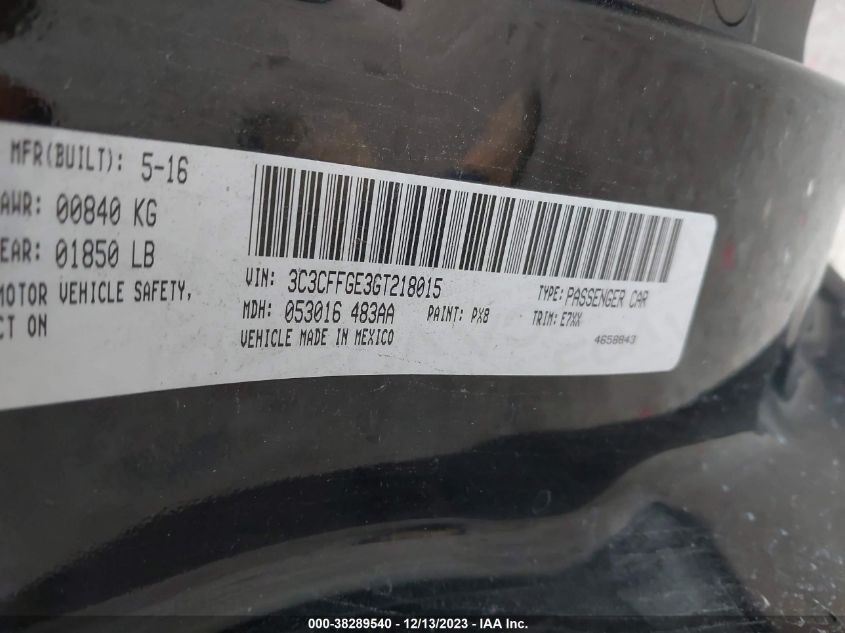 MFR(BUILT): 5-16
AWR: 00840 KG
EAR: 01850 LB
MOTOR VEHICLE SAFETY,
CT ON
VIN: 3C3CFFGE3GT218015
TYPE: PASSENGER CAR
MDH: 053016 483AA
PAINT: PX8
TRIM: E7XX
VEHICLE MADE IN MEXICO
4658843
000-38289540 - 12/13/2023 - IAA Inc.